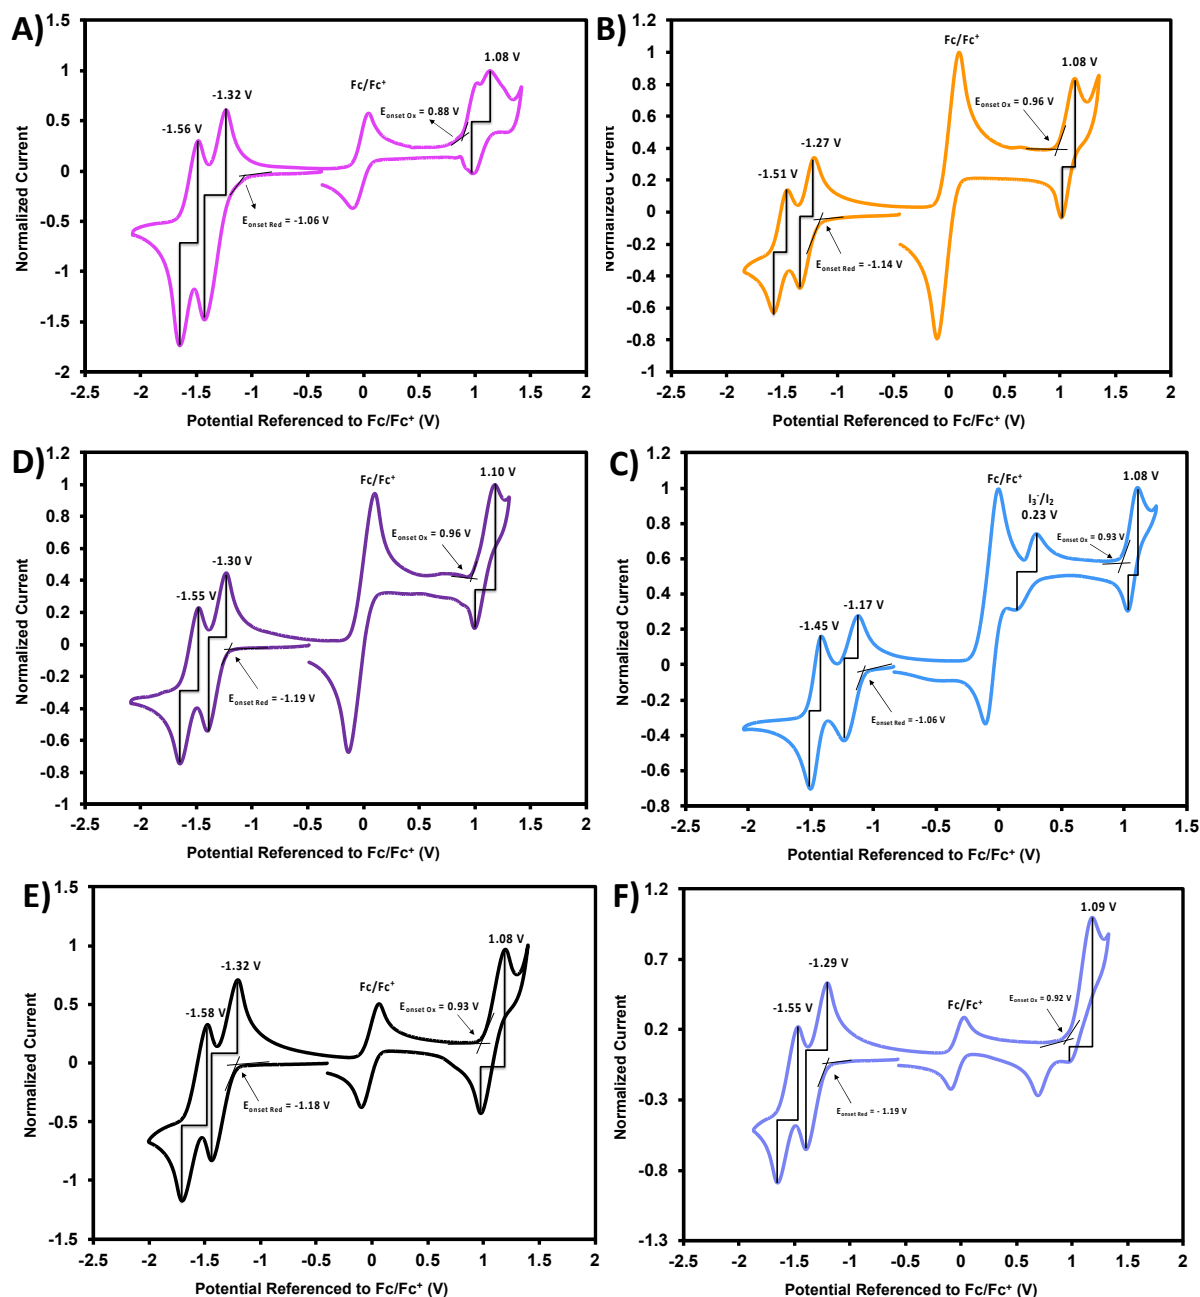 A)
1.5
1
0.5
0
-0.5
-1
-1.5
-2
-2.5 -2 -1.5 -1 -0.5 0 0.5 1 1.5 2
Normalized Current
Potential Referenced to Fc/Fc⁺ (V)
-1.56 V
-1.32 V
Fc/Fc⁺
1.08 V
E onset Ox = 0.88 V
E onset Red = -1.06 V
B)
1.2
1
0.8
0.6
0.4
0.2
0
-0.2
-0.4
-0.6
-0.8
-1
-2.5 -2 -1.5 -1 -0.5 0 0.5 1 1.5 2
Normalized Current
Potential Referenced to Fc/Fc⁺ (V)
-1.51 V
-1.27 V
Fc/Fc⁺
1.08 V
E onset Ox = 0.96 V
E onset Red = -1.14 V
D)
1.2
1
0.8
0.6
0.4
0.2
0
-0.2
-0.4
-0.6
-0.8
-1
-2.5 -2 -1.5 -1 -0.5 0 0.5 1 1.5 2
Normalized Current
Potential Referenced to Fc/Fc⁺ (V)
-1.55 V
-1.30 V
Fc/Fc⁺
1.10 V
E onset Ox = 0.96 V
E onset Red = -1.19 V
C)
1.2
1
0.8
0.6
0.4
0.2
0
-0.2
-0.4
-0.6
-0.8
-2.5 -2 -1.5 -1 -0.5 0 0.5 1 1.5
Normalized Current
Potential Referenced to Fc/Fc⁺ (V)
-1.45 V
-1.17 V
Fc/Fc⁺
I₃⁻/I₂
0.23 V
1.08 V
E onset Ox = 0.93 V
E onset Red = -1.06 V
E)
1.5
1
0.5
0
-0.5
-1
-1.5
-2.5 -2 -1.5 -1 -0.5 0 0.5 1 1.5 2
Normalized Current
Potential Referenced to Fc/Fc⁺ (V)
-1.58 V
-1.32 V
Fc/Fc⁺
1.08 V
E onset Ox = 0.93 V
E onset Red = -1.18 V
F)
1.2
0.7
0.2
-0.3
-0.8
-1.3
-2.5 -2 -1.5 -1 -0.5 0 0.5 1 1.5 2
Normalized Current
Potential Referenced to Fc/Fc⁺ (V)
-1.55 V
-1.29 V
Fc/Fc⁺
1.09 V
E onset Ox = 0.92 V
E onset Red = - 1.19 V